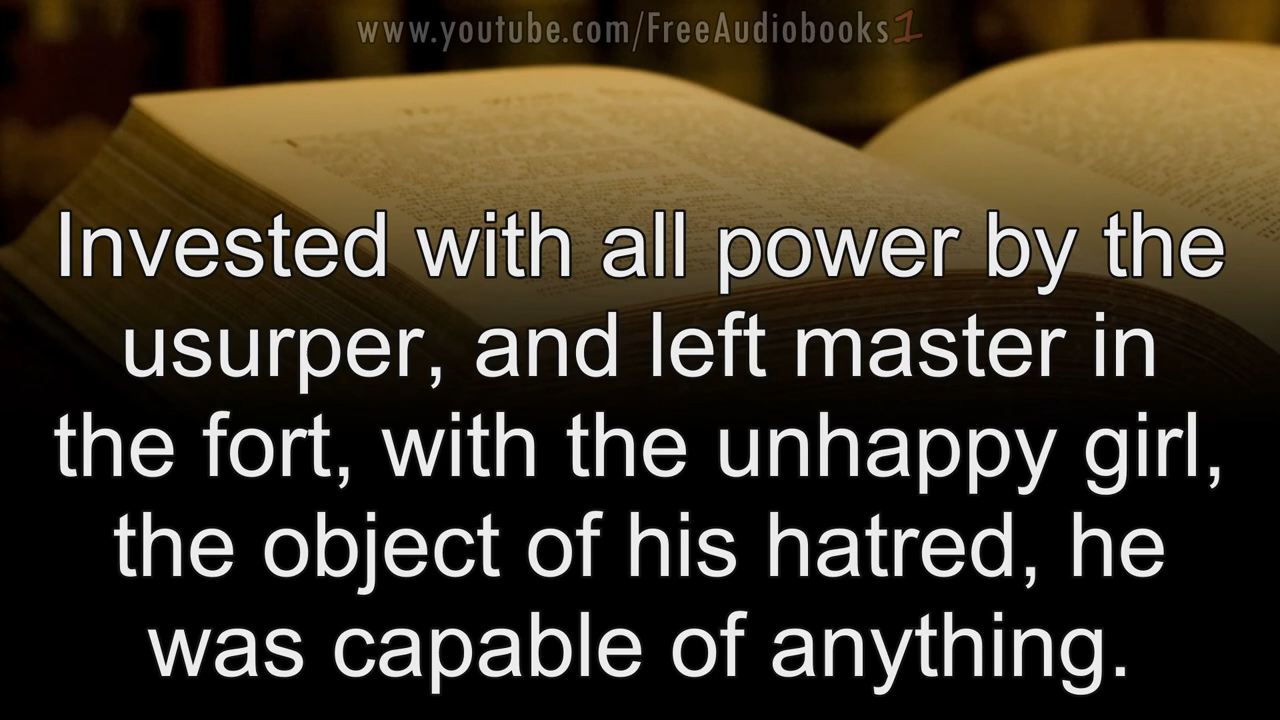 www.youtube.com/FreeAudiobooks1
Invested with all power by the
usurper, and left master in
the fort, with the unhappy girl,
the object of his hatred, he
was capable of anything.